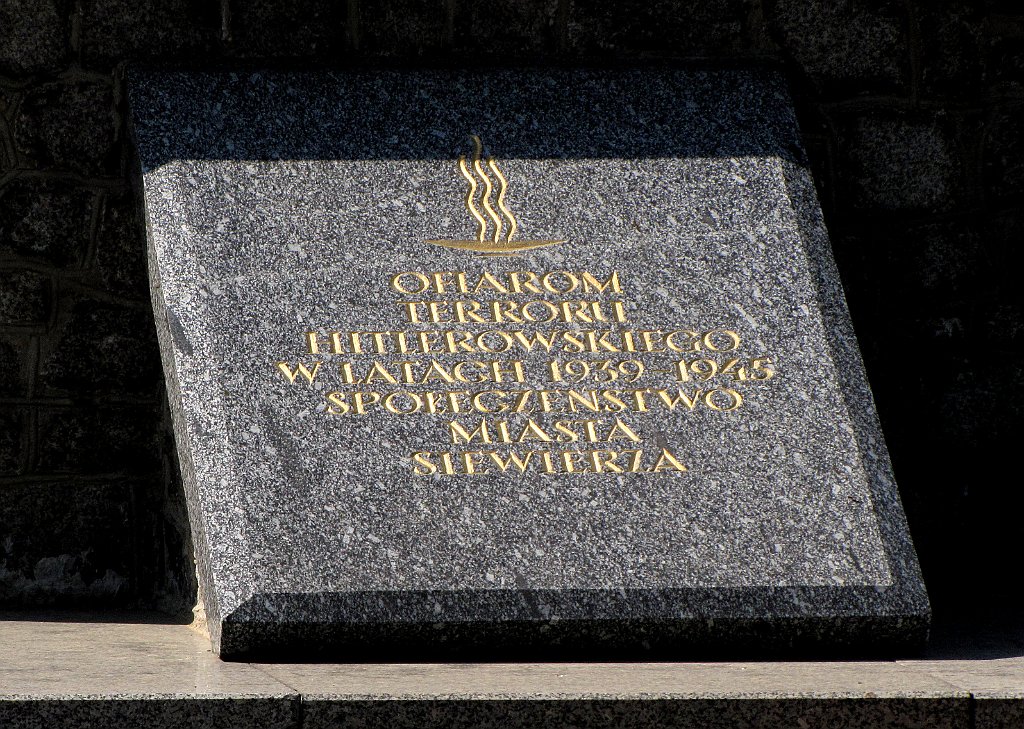 OFIAROM
TERRORU
HITLEROWSKIEGO
W LATACH 1939-1945
SPOŁECZEŃSTWO
MIASTA
SIEWIERZA